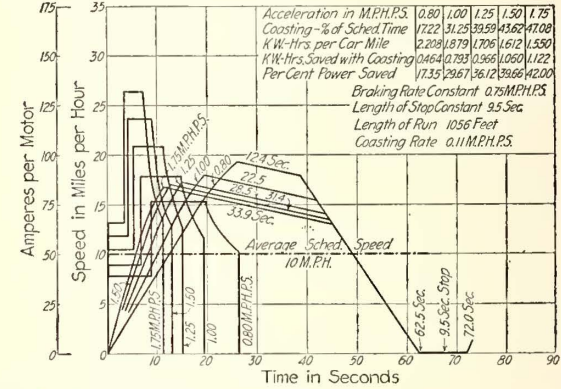 Acceleration in M.P.H.P.S. 0.80 1.00 1.25 1.50 1.75
Coasting-% of Sched.Time 17.22 31.25 39.59 43.62 47.08
K.W.-Hrs. per Car Mile 2.208 1.879 1.706 1.612 1.550
K.W.-Hrs. Saved with Coasting 0.464 0.793 0.966 1.060 1.122
Per Cent Power Saved 17.35 29.67 36.12 39.66 42.00
Braking Rate Constant 0.75 M.P.H.P.S.
Length of Stop Constant 9.5 Sec.
Length of Run 1056 Feet
Coasting Rate 0.11 M.P.H.P.S.
Amperes per Motor
175
150
125
100
75
50
25
0
Speed in Miles per Hour
35
30
25
20
15
10
5
0
1.75 M.P.H.P.S.
1.25
1.00
0.80
12.4 Sec.
22.5
28.5
31.4
33.9 Sec.
Average Sched. Speed
10 M.P.H.
1.50
1.75 M.P.H.P.S.
1.25
1.50
1.00
0.80 M.P.H.P.S.
62.5 Sec.
9.5 Sec. Stop
72.0 Sec.
0 10 20 30 40 50 60 70 80 90
Time in Seconds